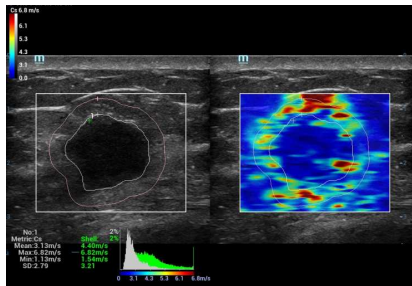 Cs 6.8 m/s
6.1
5.3
4.3
3.1
0.0
m
m
No:1
Metric:Cs Shell 2%
2%
Mean:3.13m/s 4.40m/s
Max:6.82m/s 6.82m/s
Min:1.13m/s 1.54m/s
SD:2.79 3.21
0 3.1 4.3 5.3 6.1 6.8m/s